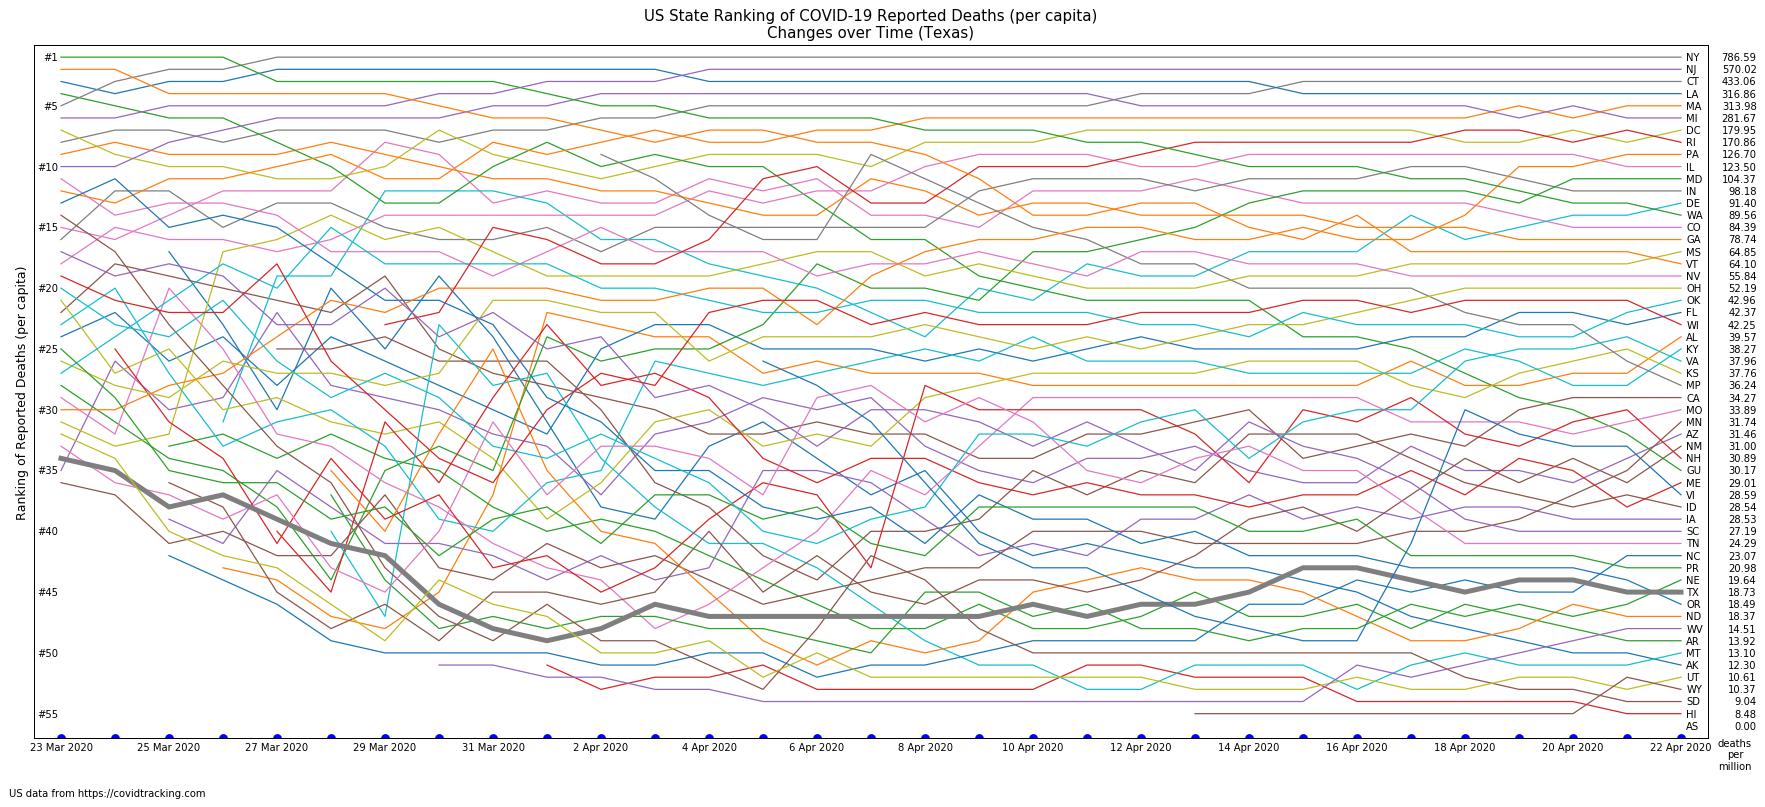 US State Ranking of COVID-19 Reported Deaths (per capita)
Changes over Time (Texas)
Ranking of Reported Deaths (per capita)
#1
#5
#10
#15
#20
#25
#30
#35
#40
#45
#50
#55
NY 786.59
NJ 570.02
CT 433.06
LA 316.86
MA 313.98
MI 281.67
DC 179.95
RI 170.86
PA 126.70
IL 123.50
MD 104.37
IN 98.18
DE 91.40
WA 89.56
CO 84.39
GA 78.74
MS 64.85
VT 64.10
NV 55.84
OH 52.19
OK 42.96
FL 42.37
WI 42.25
AL 39.57
KY 38.27
VA 37.96
KS 37.76
MP 36.24
CA 34.27
MO 33.89
MN 31.74
AZ 31.46
NM 31.00
NH 30.89
GU 30.17
ME 29.01
VI 28.59
ID 28.54
IA 28.53
SC 27.19
TN 24.29
NC 23.07
PR 20.98
NE 19.64
TX 18.73
OR 18.49
ND 18.37
WV 14.51
AR 13.92
MT 13.10
AK 12.30
UT 10.61
WY 10.37
SD 9.04
HI 8.48
AS 0.00
23 Mar 2020 25 Mar 2020 27 Mar 2020 29 Mar 2020 31 Mar 2020 2 Apr 2020 4 Apr 2020 6 Apr 2020 8 Apr 2020 10 Apr 2020 12 Apr 2020 14 Apr 2020 16 Apr 2020 18 Apr 2020 20 Apr 2020 22 Apr 2020
deaths
per
million
US data from https://covidtracking.com